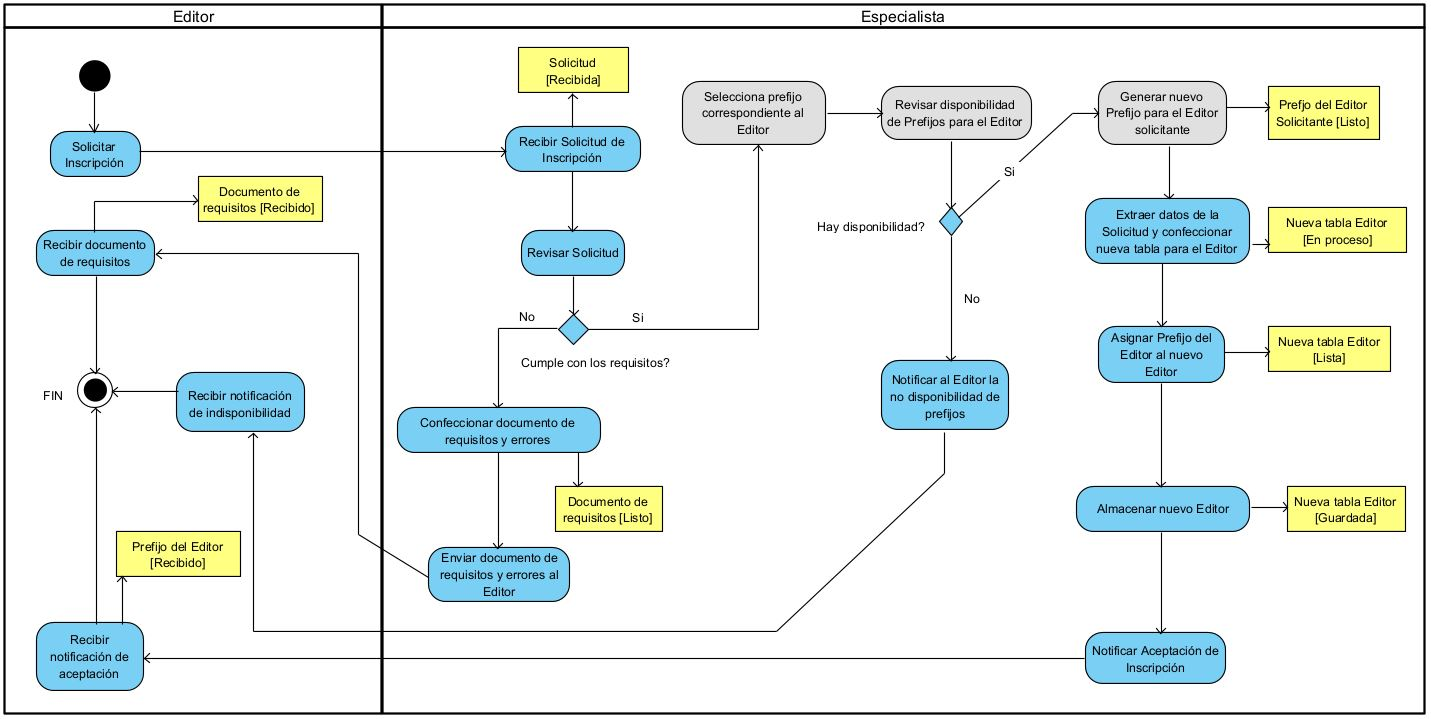 Editor
Especialista
Solicitar
Inscripción
Documento de
requisitos [Recibido]
Recibir documento
de requisitos
FIN
Recibir notificación
de indisponibilidad
Prefijo del Editor
[Recibido]
Recibir
notificación de
aceptación
Solicitud
[Recibida]
Recibir Solicitud de
Inscripción
Revisar Solicitud
No
Si
Cumple con los requisitos?
Confeccionar documento de
requisitos y errores
Documento de
requisitos [Listo]
Enviar documento de
requisitos y errores al
Editor
Selecciona prefijo
correspondiente al
Editor
Revisar disponibilidad
de Prefijos para el Editor
Hay disponibilidad?
Si
No
Notificar al Editor la
no disponibilidad de
prefijos
Generar nuevo
Prefijo para el Editor
solicitante
Prefjo del Editor
Solicitante [Listo]
Extraer datos de la
Solicitud y confeccionar
nueva tabla para el Editor
Nueva tabla Editor
[En proceso]
Asignar Prefijo del
Editor al nuevo
Editor
Nueva tabla Editor
[Lista]
Almacenar nuevo Editor
Nueva tabla Editor
[Guardada]
Notificar Aceptación de
Inscripción